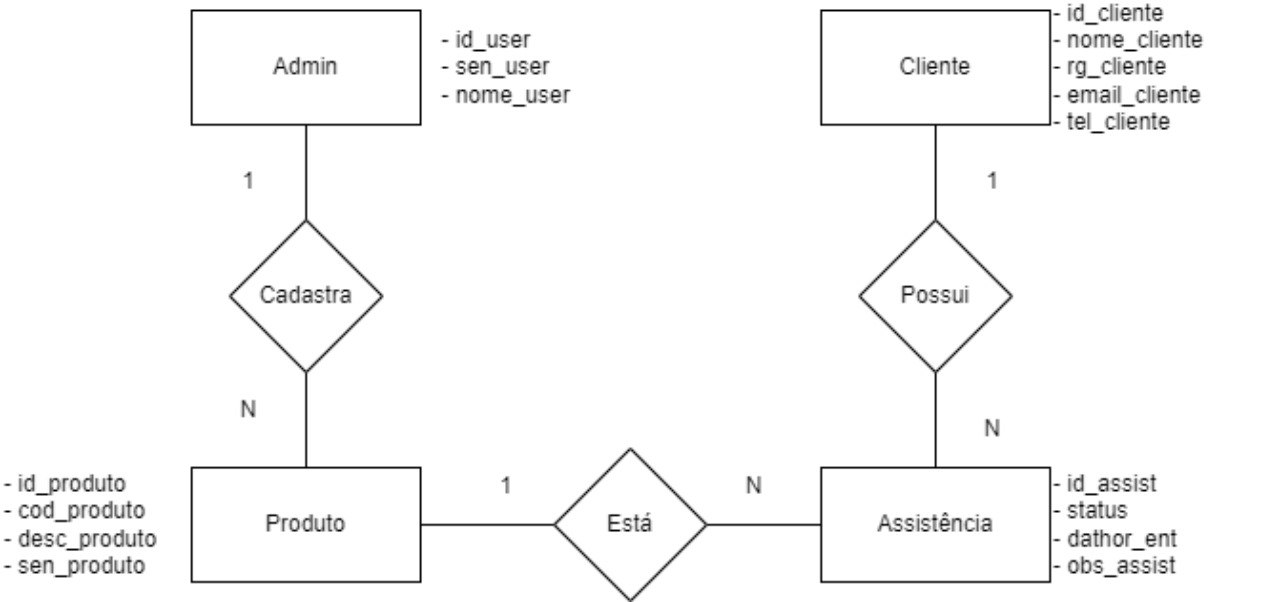 Admin
- id_user
- sen_user
- nome_user
Cliente
- id_cliente
- nome_cliente
- rg_cliente
- email_cliente
- tel_cliente
1
1
Cadastra
Possui
N
N
- id_produto
- cod_produto
- desc_produto
- sen_produto
Produto
1
Está
N
Assistência
- id_assist
- status
- dathor_ent
- obs_assist